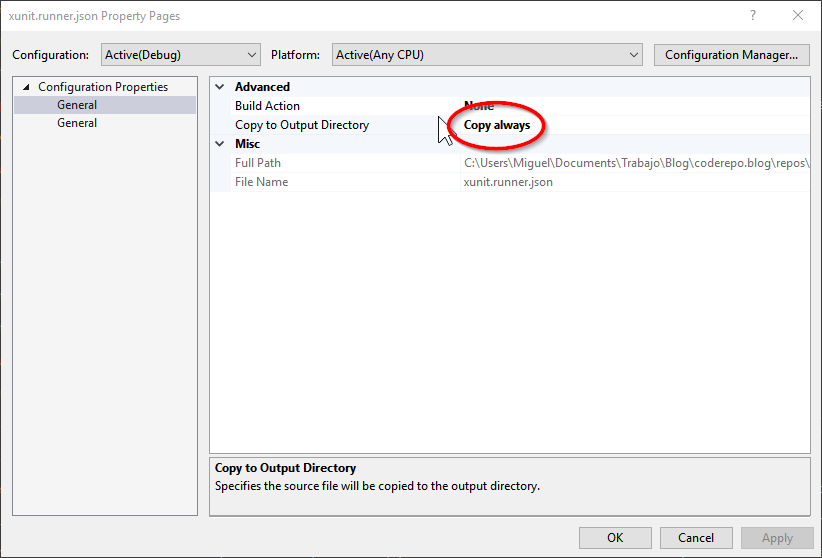 xunit.runner.json Property Pages
Configuration: Active(Debug) Platform: Active(Any CPU) Configuration Manager...
Configuration Properties
General
General
Advanced
Build Action None
Copy to Output Directory Copy always
Misc
Full Path C:\Users\Miguel\Documents\Trabajo\Blog\coderepo.blog\repos\
File Name xunit.runner.json
Copy to Output Directory
Specifies the source file will be copied to the output directory.
OK Cancel Apply